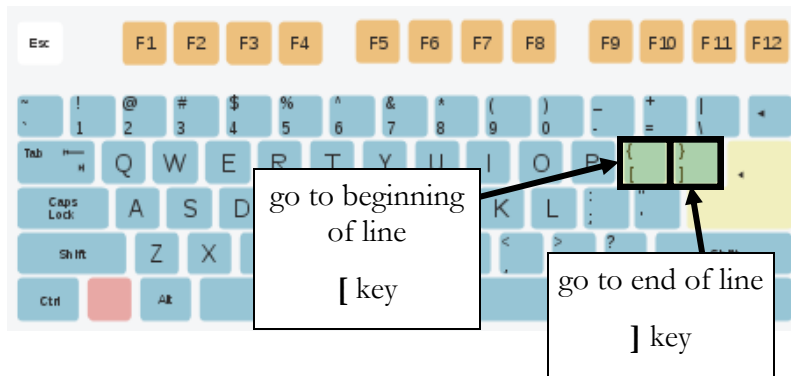 Esc F1 F2 F3 F4 F5 F6 F7 F8 F9 F10 F11 F12
~ ! @ # $ % ^ & * ( ) _ + |
` 1 2 3 4 5 6 7 8 9 0 - = \
Tab Q W E R T Y U I O P { }
[ ]
Caps Lock A S D K L : "
; '
Shift Z X < > ?
,
Ctrl Alt
go to beginning
of line
[ key
go to end of line
] key